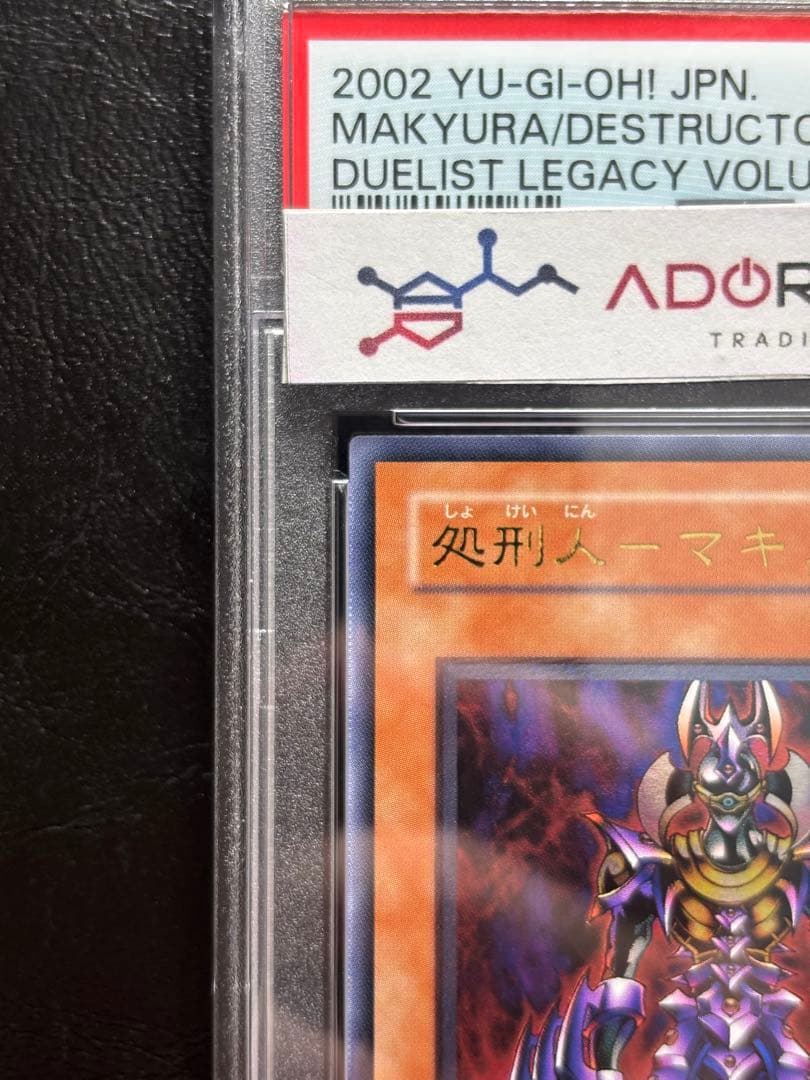 2002 YU-GI-OH! JPN.
MAKYURA/DESTRUCTO
DUELIST LEGACY VOLU
ADOR
TRADI
しょ けい にん
処刑人ーマキ